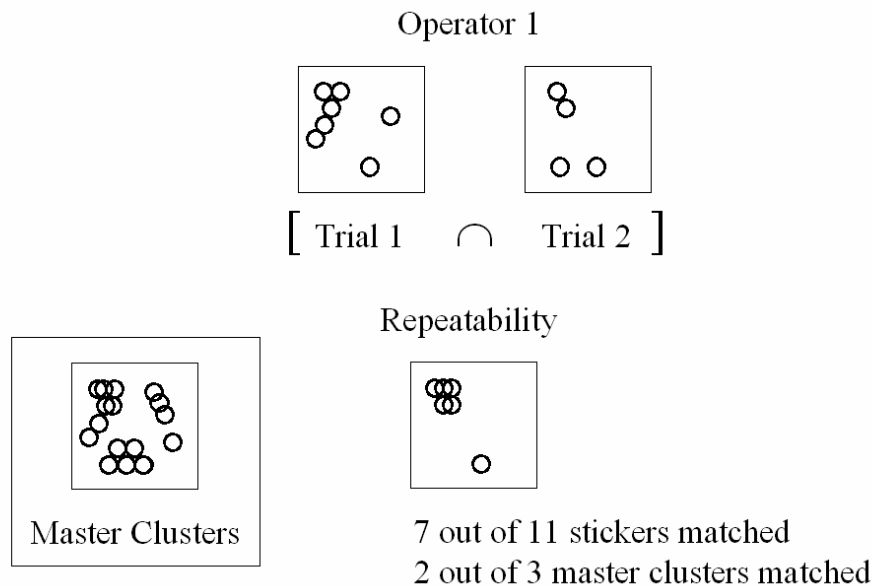 Operator 1
[ Trial 1 ∩ Trial 2 ]
Repeatability
Master Clusters
7 out of 11 stickers matched
2 out of 3 master clusters matched